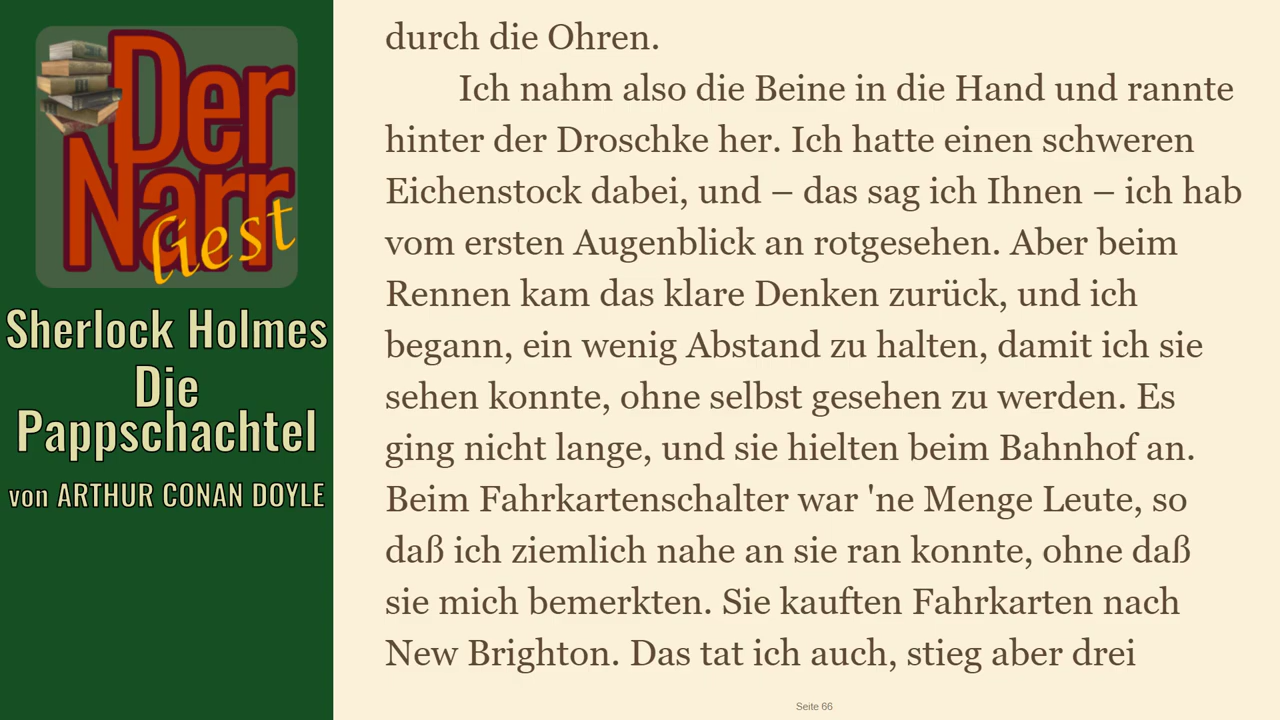 Der
Narr
liest
Sherlock Holmes
Die
Pappschachtel
von ARTHUR CONAN DOYLE
durch die Ohren.
Ich nahm also die Beine in die Hand und rannte
hinter der Droschke her. Ich hatte einen schweren
Eichenstock dabei, und – das sag ich Ihnen – ich hab
vom ersten Augenblick an rotgesehen. Aber beim
Rennen kam das klare Denken zurück, und ich
begann, ein wenig Abstand zu halten, damit ich sie
sehen konnte, ohne selbst gesehen zu werden. Es
ging nicht lange, und sie hielten beim Bahnhof an.
Beim Fahrkartenschalter war 'ne Menge Leute, so
daß ich ziemlich nahe an sie ran konnte, ohne daß
sie mich bemerkten. Sie kauften Fahrkarten nach
New Brighton. Das tat ich auch, stieg aber drei
Seite 66